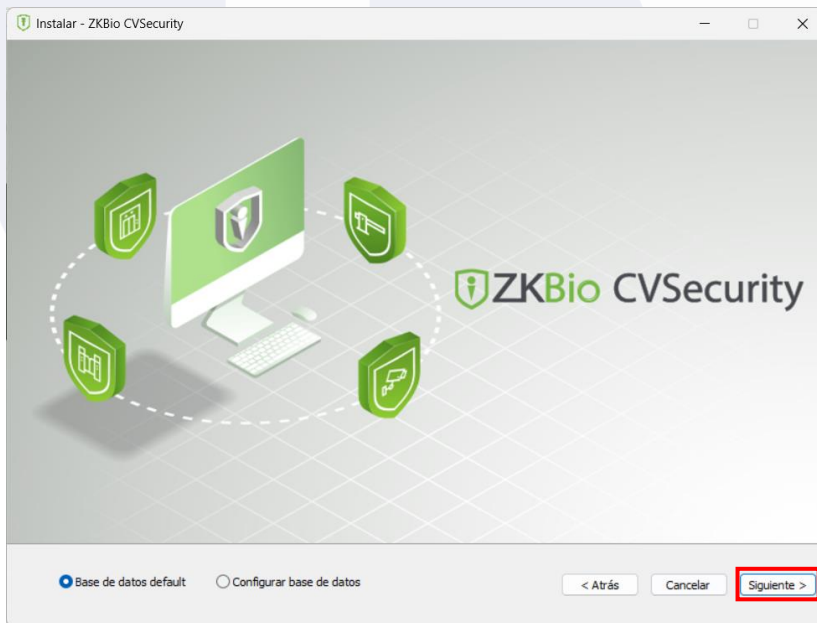 Instalar - ZKBio CVSecurity
ZKBio CVSecurity
Base de datos default
Configurar base de datos
< Atrás
Cancelar
Siguiente >